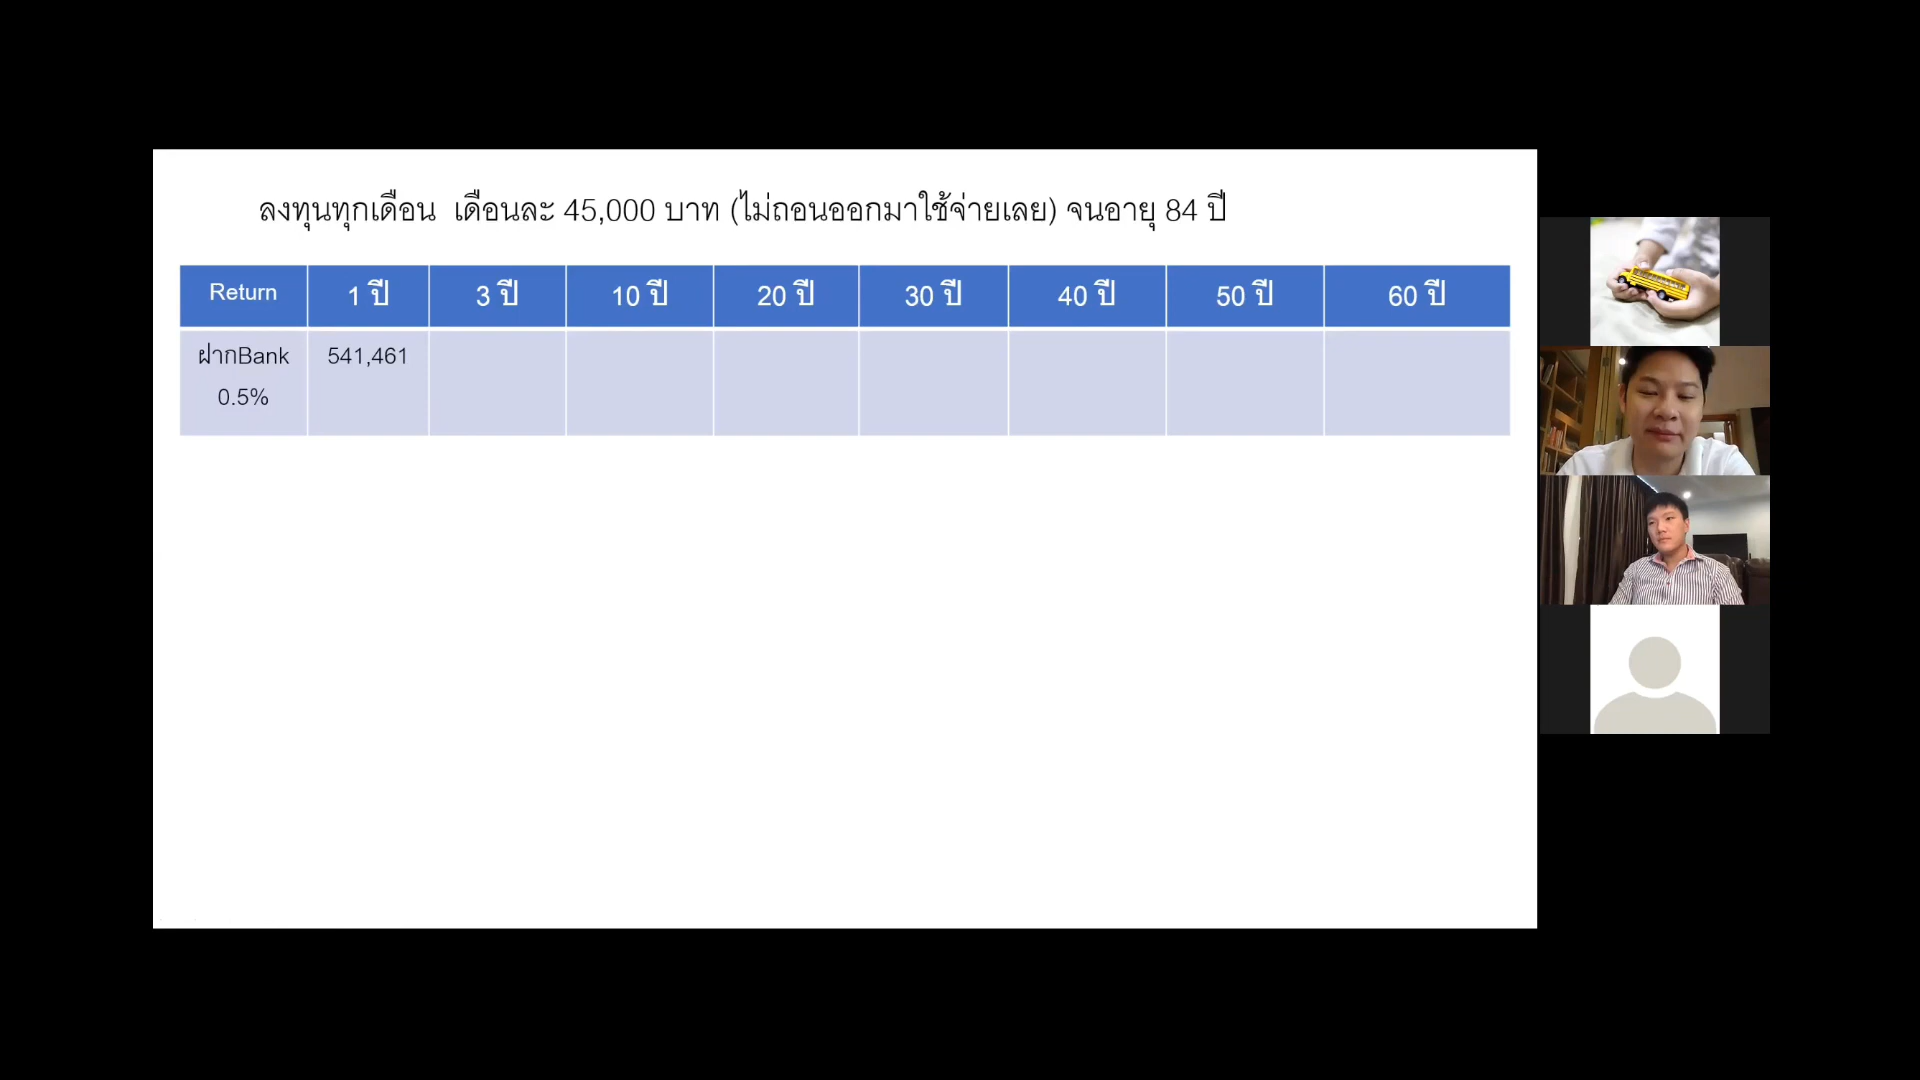 ลงทุนทุกเดือน เดือนละ 45,000 บาท (ไม่ถอนออกมาใช้จ่ายเลย) จนอายุ 84 ปี
Return 1 ปี 3 ปี 10 ปี 20 ปี 30 ปี 40 ปี 50 ปี 60 ปี
ฝากBank 541,461
0.5%